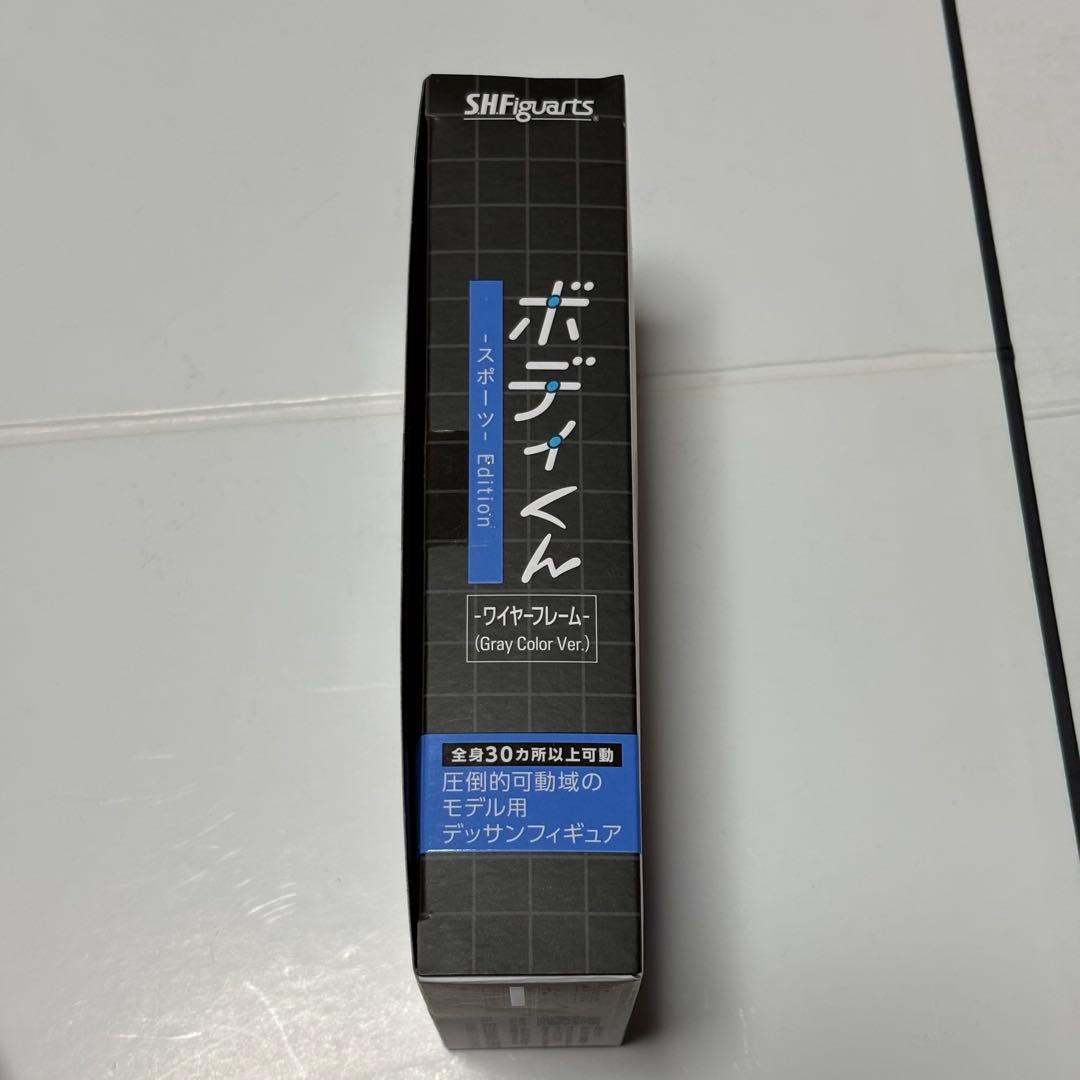 S.H.Figuarts
ボディくん
-スポーツ- Edition
-ワイヤーフレーム-
(Gray Color Ver.)
全身30カ所以上可動
圧倒的可動域の
モデル用
デッサンフィギュア